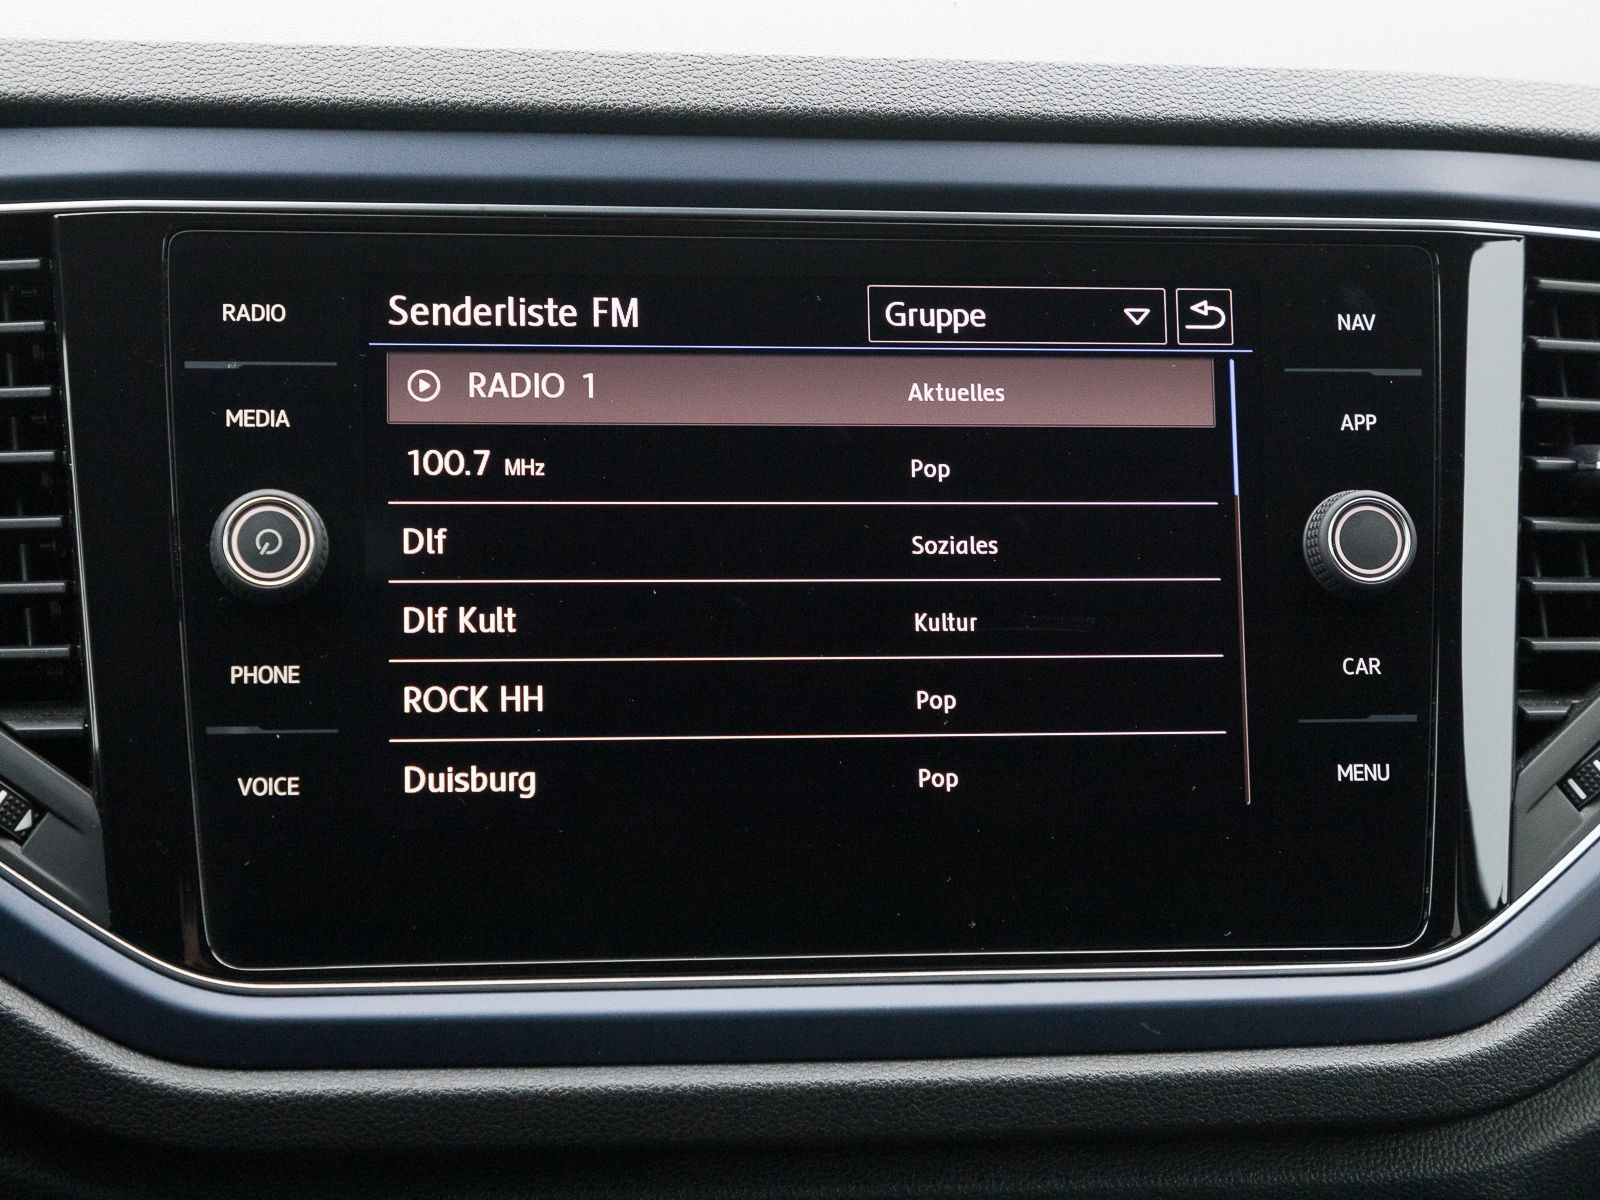 RADIO
MEDIA
PHONE
VOICE
Senderliste FM
Gruppe
RADIO 1 Aktuelles
100.7 MHz Pop
Dlf Soziales
Dlf Kult Kultur
ROCK HH Pop
Duisburg Pop
NAV
APP
CAR
MENU